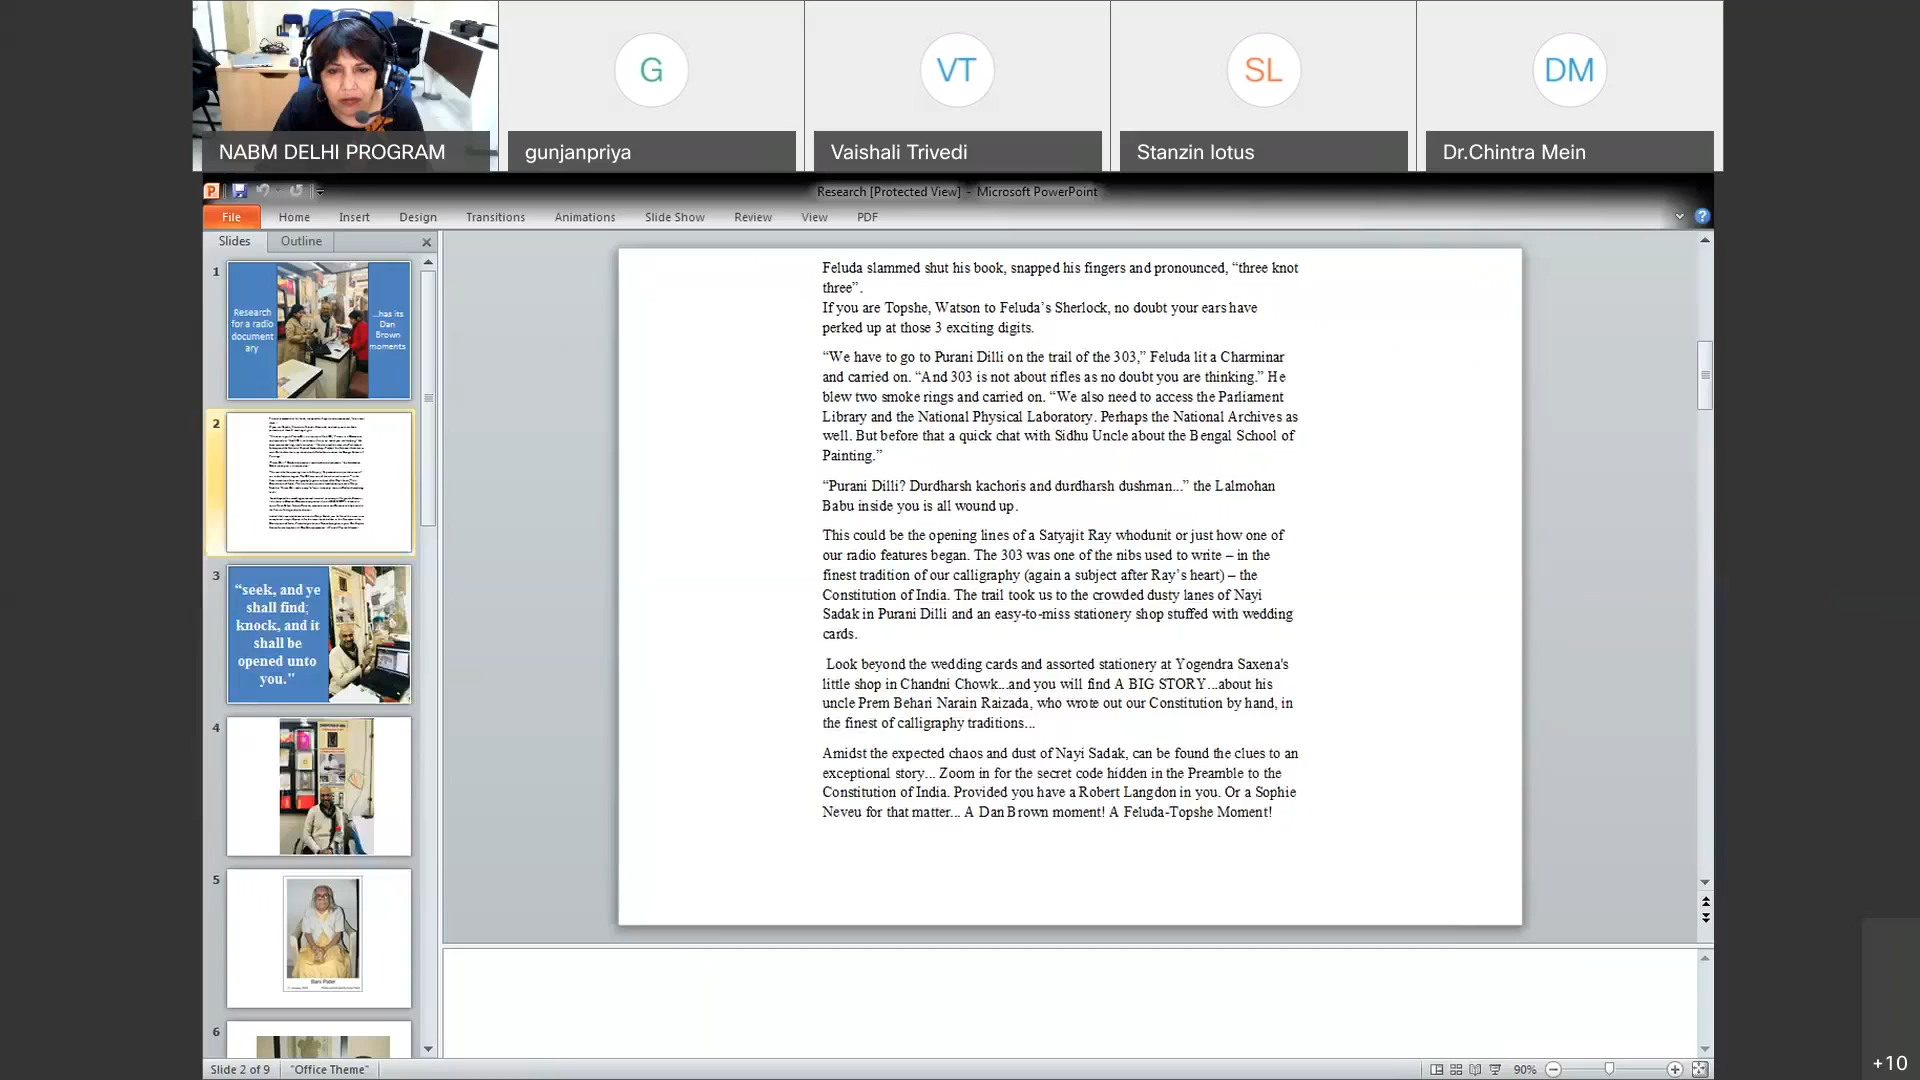 G
VT
SL
DM
NABM DELHI PROGRAM
gunjanpriya
Vaishali Trivedi
Stanzin lotus
Dr.Chintra Mein
Research [Protected View] - Microsoft PowerPoint
File Home Insert Design Transitions Animations Slide Show Review View PDF
Slides Outline
1
Research
for a radio
document
ary
...has its
Dan
Brown
moments
2
3
“seek, and ye
shall find;
knock, and it
shall be
opened unto
you."
4
5
Bani Patel
6
Feluda slammed shut his book, snapped his fingers and pronounced, “three knot
three”.
If you are Topshe, Watson to Feluda’s Sherlock, no doubt your ears have
perked up at those 3 exciting digits.
“We have to go to Purani Dilli on the trail of the 303,” Feluda lit a Charminar
and carried on. “And 303 is not about rifles as no doubt you are thinking.” He
blew two smoke rings and carried on. “We also need to access the Parliament
Library and the National Physical Laboratory. Perhaps the National Archives as
well. But before that a quick chat with Sidhu Uncle about the Bengal School of
Painting.”
“Purani Dilli? Durdharsh kachoris and durdharsh dushman...” the Lalmohan
Babu inside you is all wound up.
This could be the opening lines of a Satyajit Ray whodunit or just how one of
our radio features began. The 303 was one of the nibs used to write – in the
finest tradition of our calligraphy (again a subject after Ray’s heart) – the
Constitution of India. The trail took us to the crowded dusty lanes of Nayi
Sadak in Purani Dilli and an easy-to-miss stationery shop stuffed with wedding
cards.
Look beyond the wedding cards and assorted stationery at Yogendra Saxena's
little shop in Chandni Chowk...and you will find A BIG STORY...about his
uncle Prem Behari Narain Raizada, who wrote out our Constitution by hand, in
the finest of calligraphy traditions...
Amidst the expected chaos and dust of Nayi Sadak, can be found the clues to an
exceptional story... Zoom in for the secret code hidden in the Preamble to the
Constitution of India. Provided you have a Robert Langdon in you. Or a Sophie
Neveu for that matter... A Dan Brown moment! A Feluda-Topshe Moment!
Slide 2 of 9 "Office Theme" 90%
+10